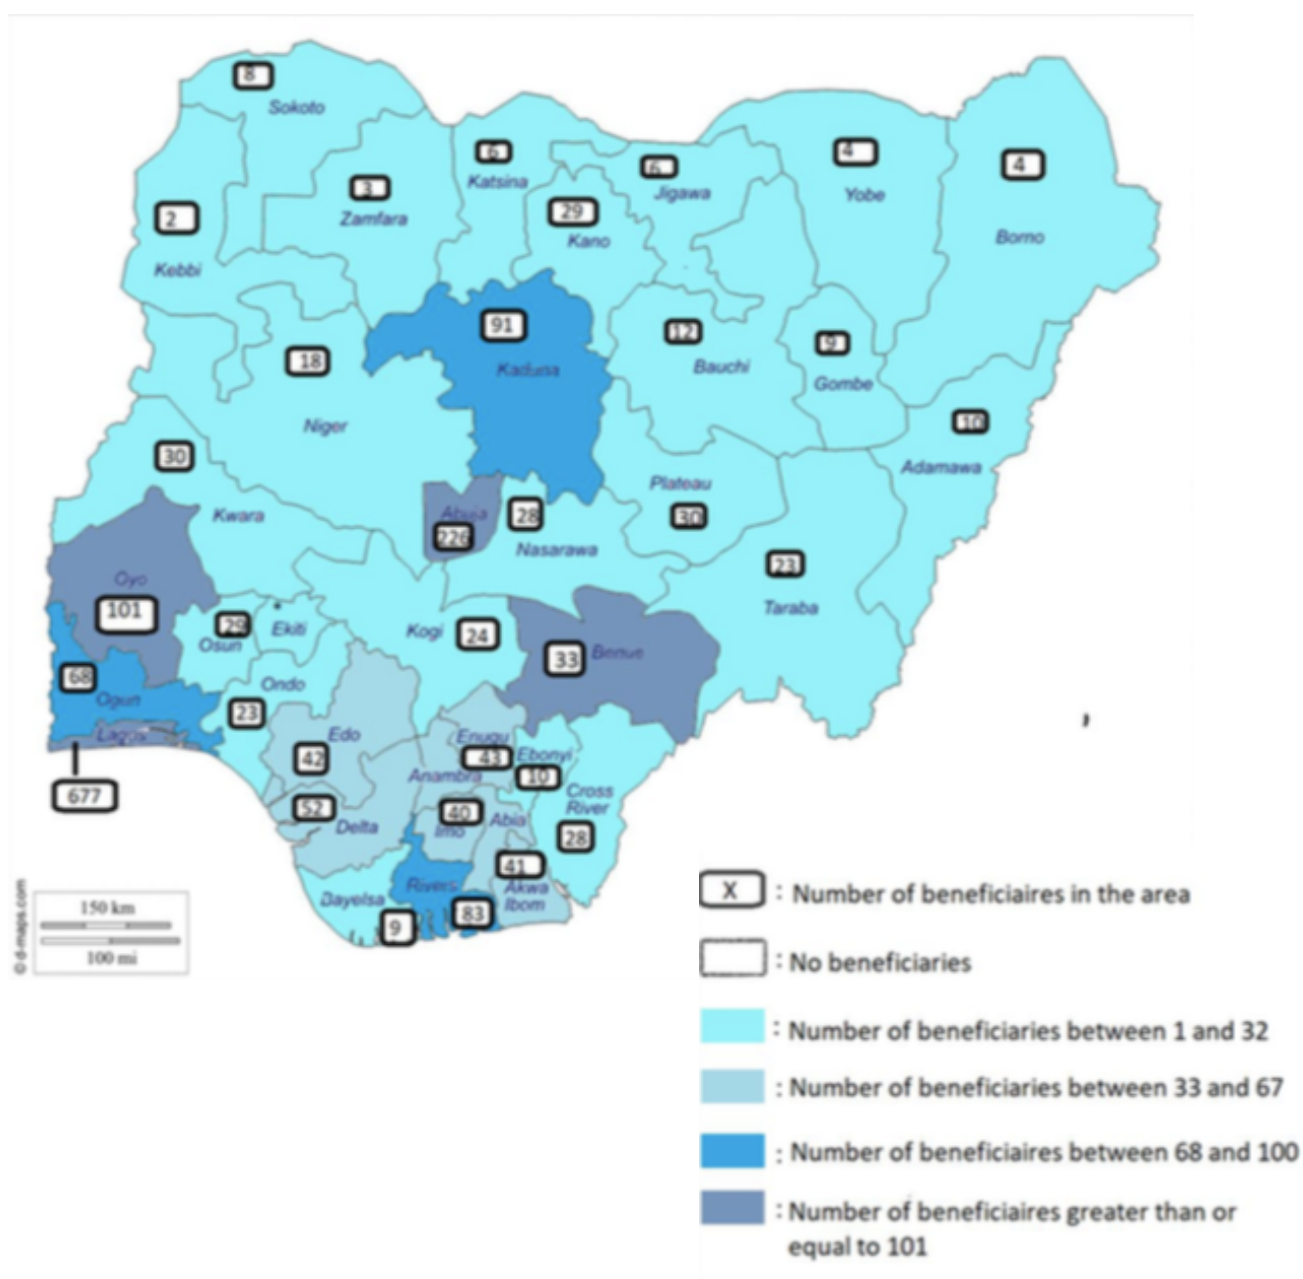 8
Sokoto
6
Katsina
6
Jigawa
4
Yobe
4
Borno
3
Zamfara
2
Kebbi
29
Kano
91
Kaduna
12
Bauchi
9
Gombe
18
Niger
10
Adamawa
30
Kwara
Plateau
30
Abuja
226
28
Nasarawa
23
Taraba
Oyo
101
29
Osun
Ekiti
Kogi
24
33
Benue
68
Ogun
Ondo
23
Lagos
677
Edo
42
Enugu
43
Ebonyi
10
Anambra
Cross
River
28
52
Delta
40
Imo
Abia
41
Akwa
Ibom
Rivers
83
Bayelsa
9
,
© d-maps.com
150 km
100 mi
X : Number of beneficiaires in the area
: No beneficiaries
: Number of beneficiaries between 1 and 32
: Number of beneficiaries between 33 and 67
: Number of beneficiaires between 68 and 100
: Number of beneficiaires greater than or
equal to 101